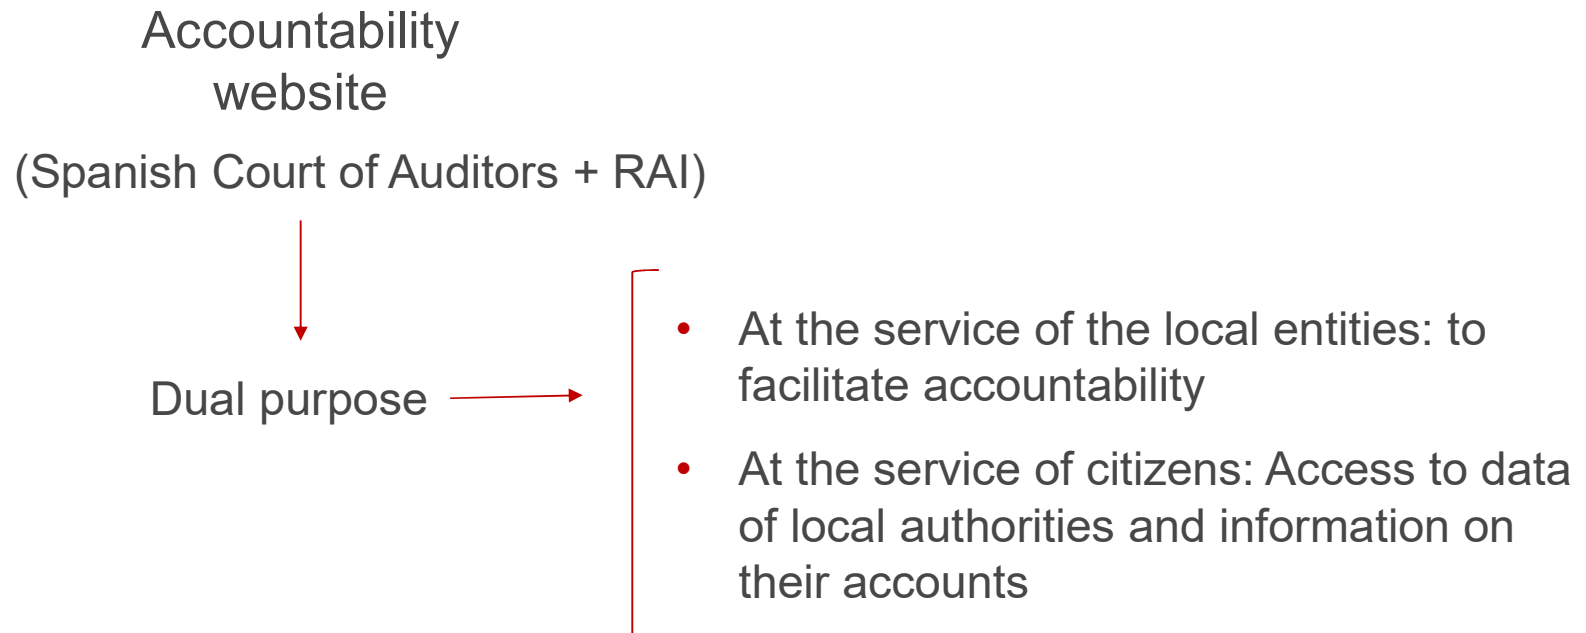 Accountability
website
(Spanish Court of Auditors + RAI)
Dual purpose
• At the service of the local entities: to
facilitate accountability
• At the service of citizens: Access to data
of local authorities and information on
their accounts